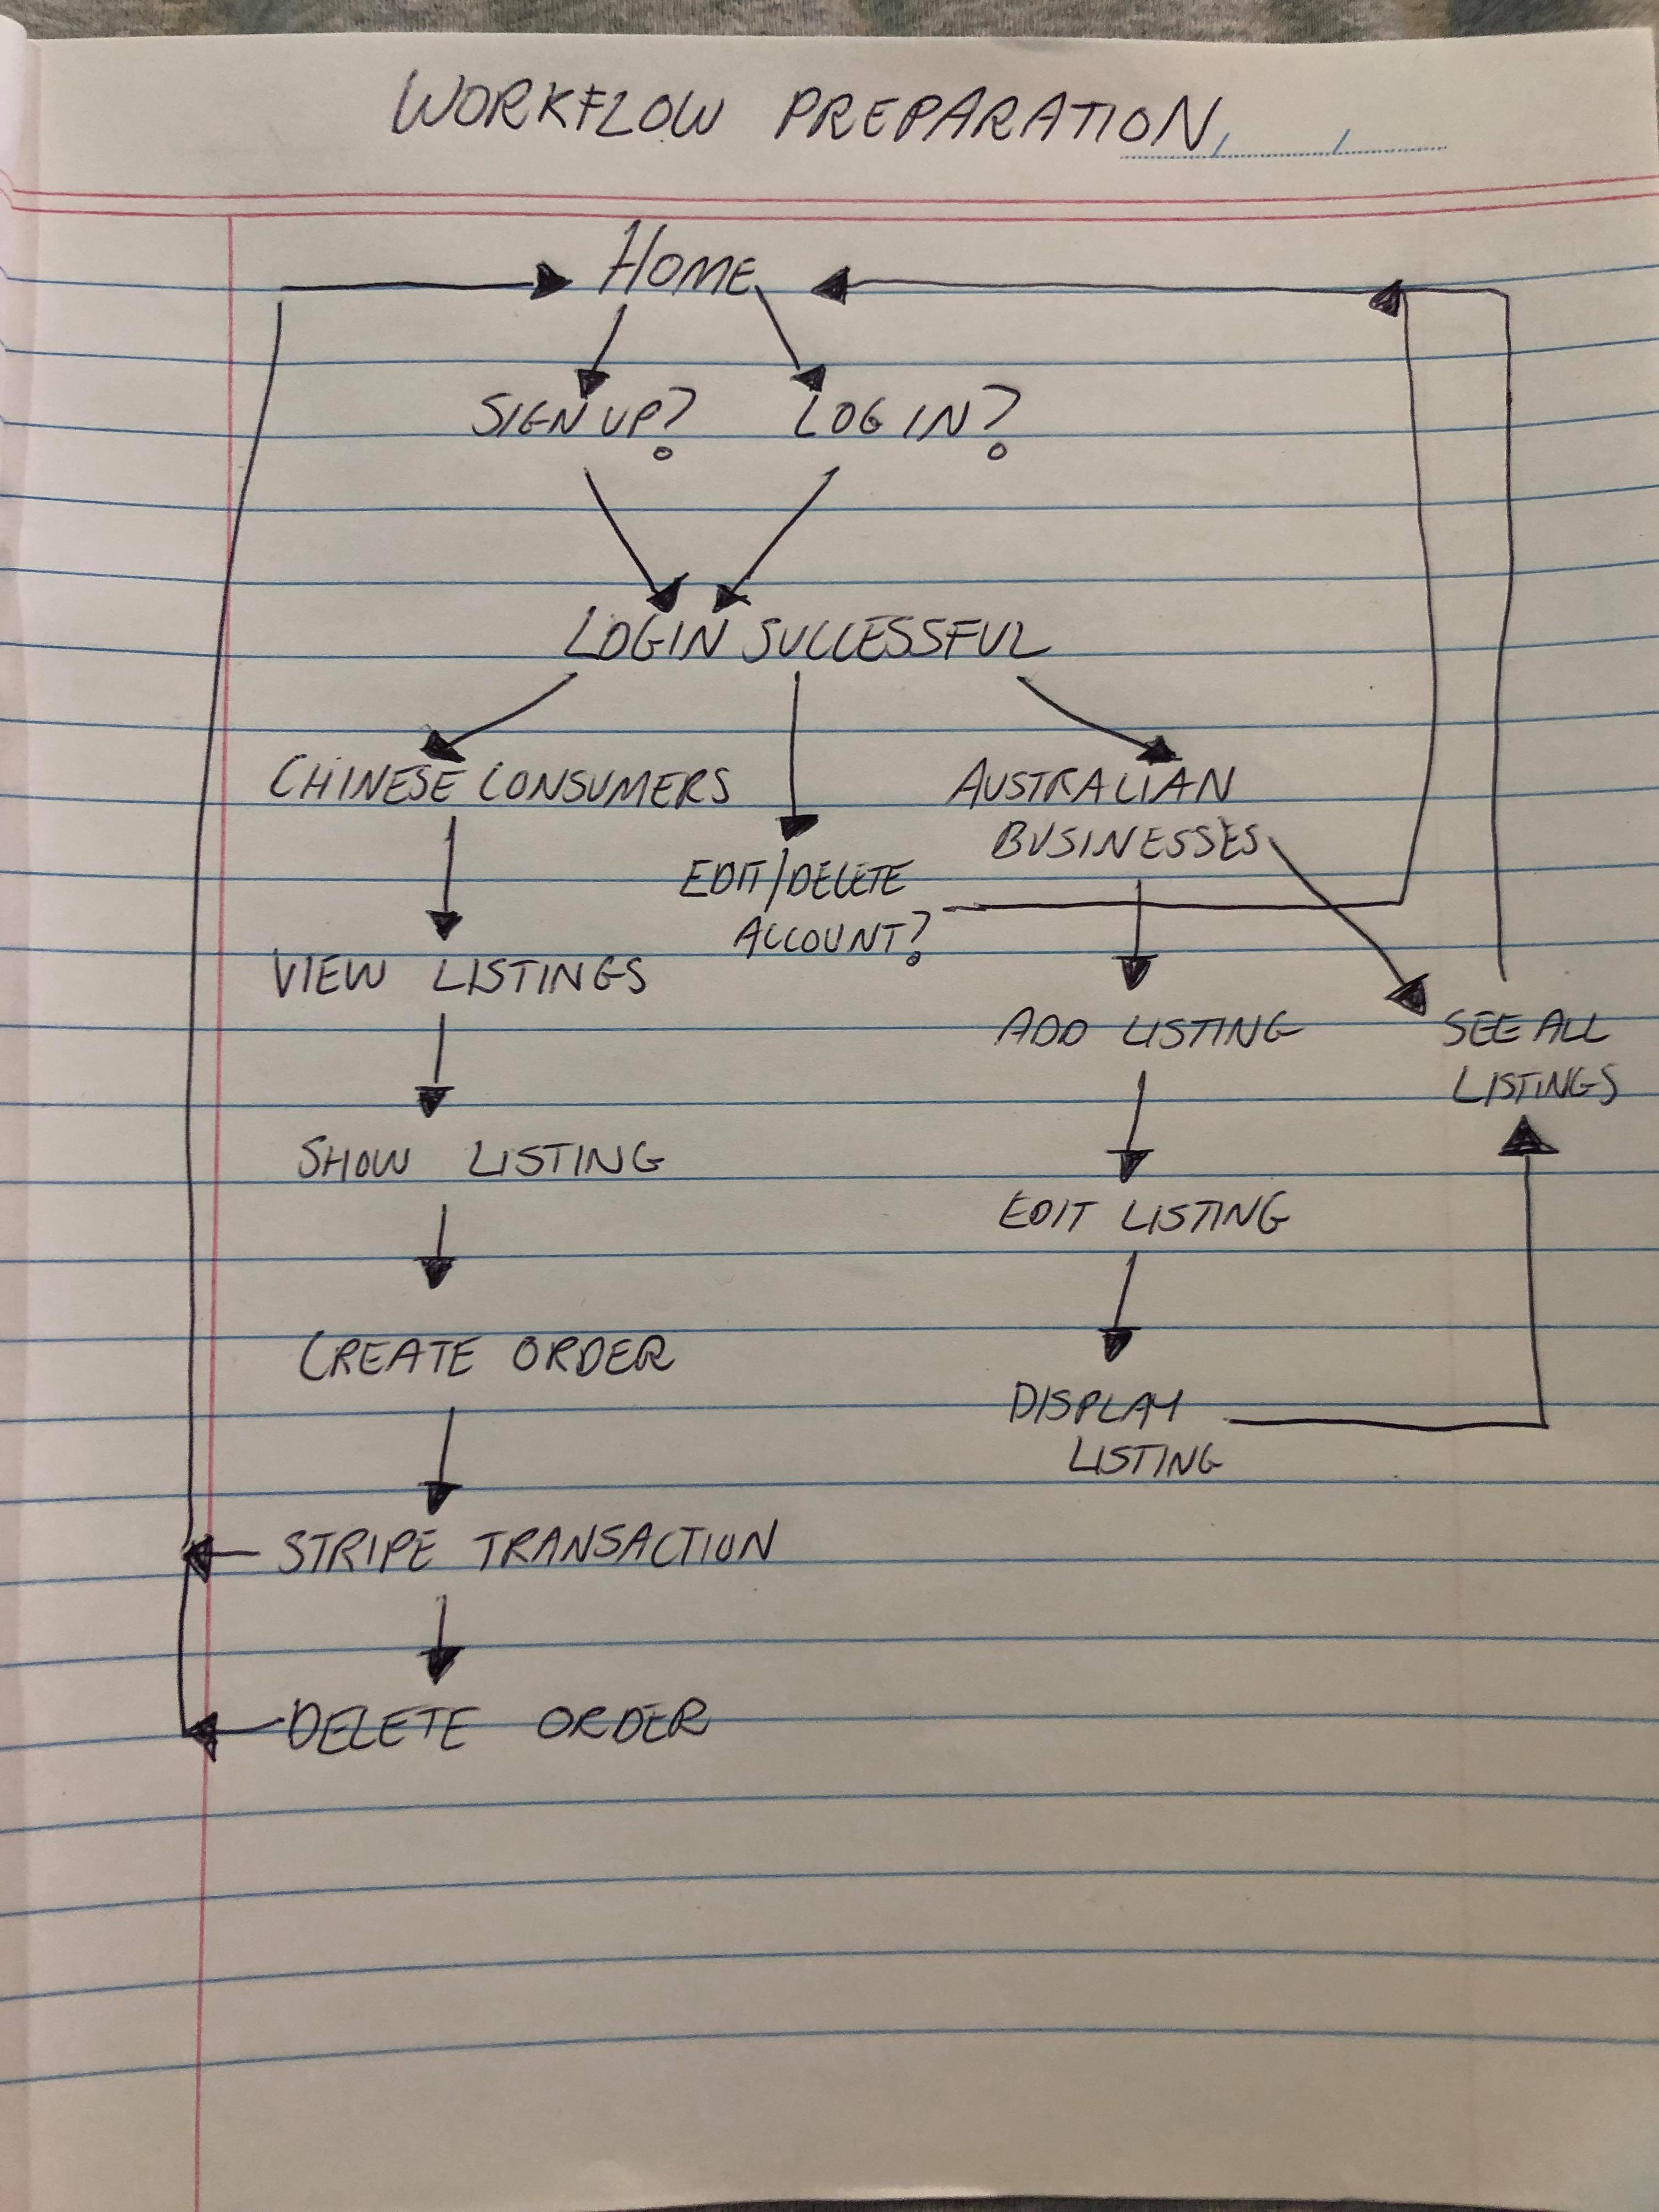 WORKFLOW PREPARATION
HOME
SIGN UP? LOG IN?
LOGIN SUCCESSFUL
CHINESE CONSUMERS
EDIT/DELETE
ACCOUNT?
AUSTRALIAN
BUSINESSES
VIEW LISTINGS
ADD LISTING
SEE ALL
LISTINGS
SHOW LISTING
EDIT LISTING
CREATE ORDER
DISPLAY
LISTING
STRIPE TRANSACTION
DELETE ORDER